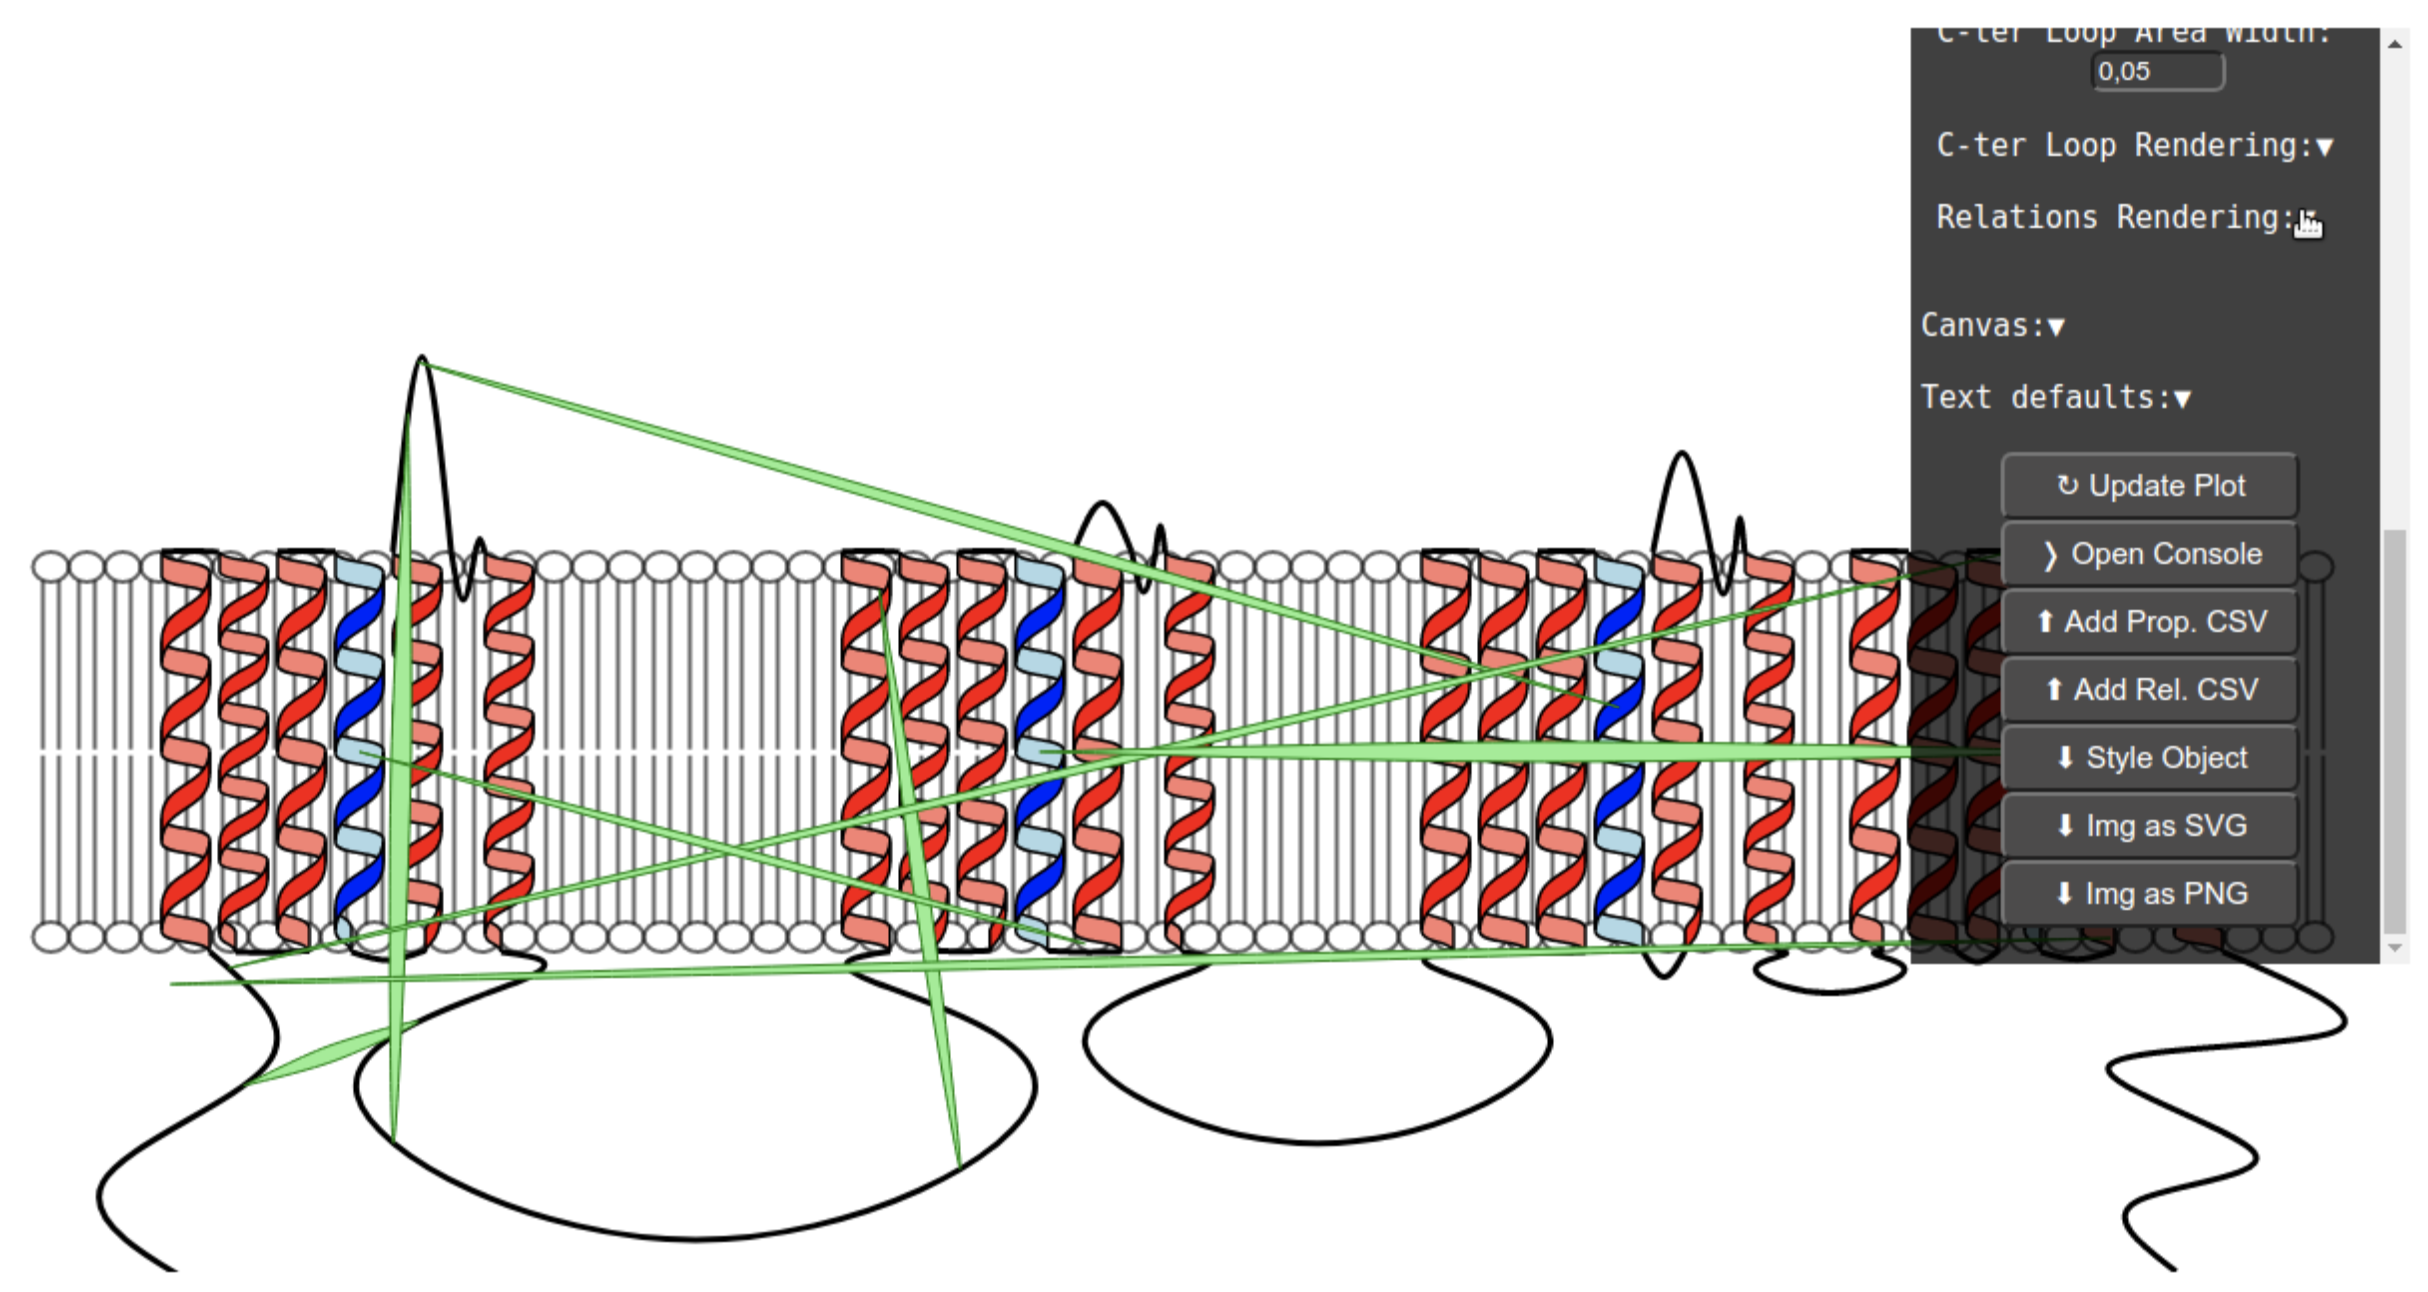 C-ter Loop Area Width:
0,05
C-ter Loop Rendering:▼
Relations Rendering:
Canvas:▼
Text defaults:▼
↻ Update Plot
❭ Open Console
⬆ Add Prop. CSV
⬆ Add Rel. CSV
⬇ Style Object
⬇ Img as SVG
⬇ Img as PNG